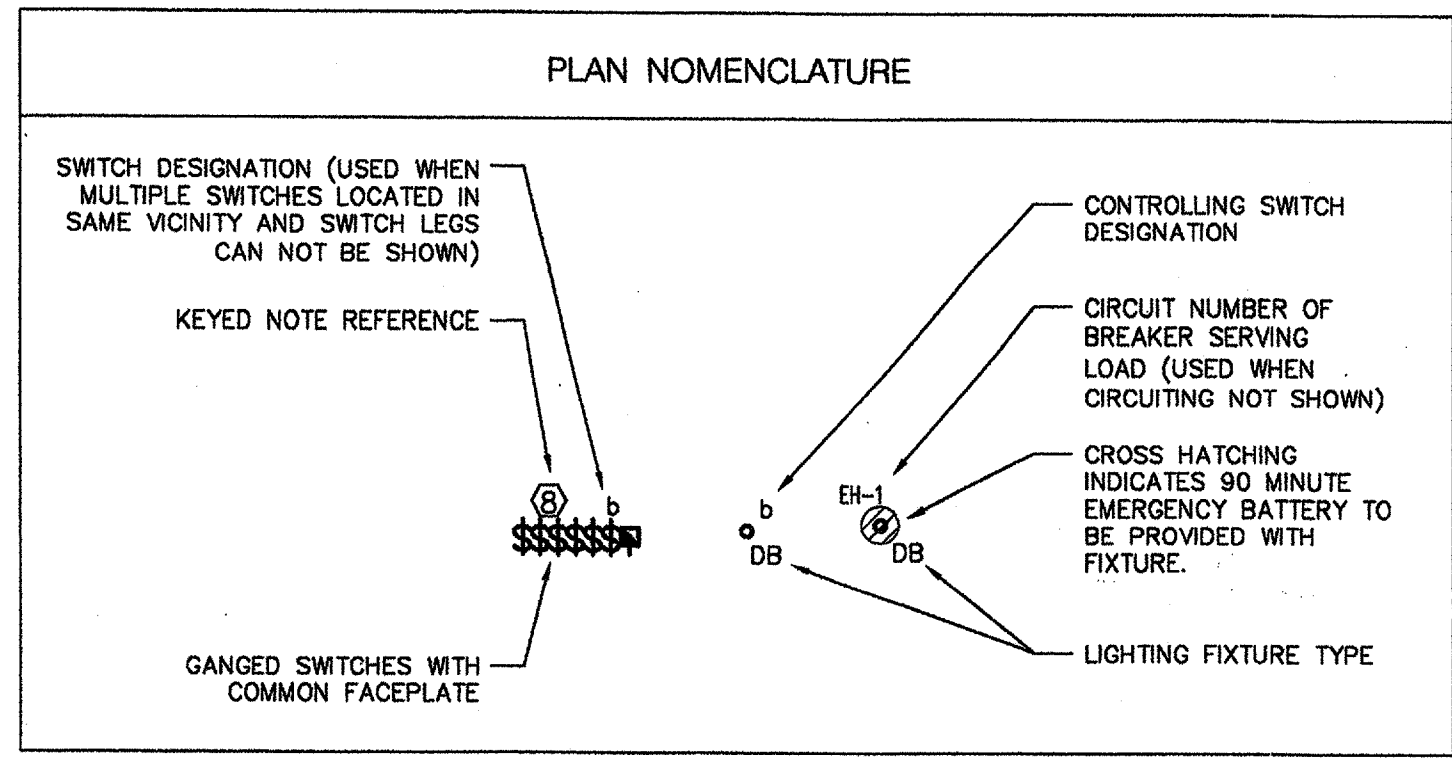 PLAN NOMENCLATURE
SWITCH DESIGNATION (USED WHEN
MULTIPLE SWITCHES LOCATED IN
SAME VICINITY AND SWITCH LEGS
CAN NOT BE SHOWN)
KEYED NOTE REFERENCE
8
b
$$$$$$
GANGED SWITCHES WITH
COMMON FACEPLATE
b
DB
EH-1
DB
CONTROLLING SWITCH
DESIGNATION
CIRCUIT NUMBER OF
BREAKER SERVING
LOAD (USED WHEN
CIRCUITING NOT SHOWN)
CROSS HATCHING
INDICATES 90 MINUTE
EMERGENCY BATTERY TO
BE PROVIDED WITH
FIXTURE.
LIGHTING FIXTURE TYPE